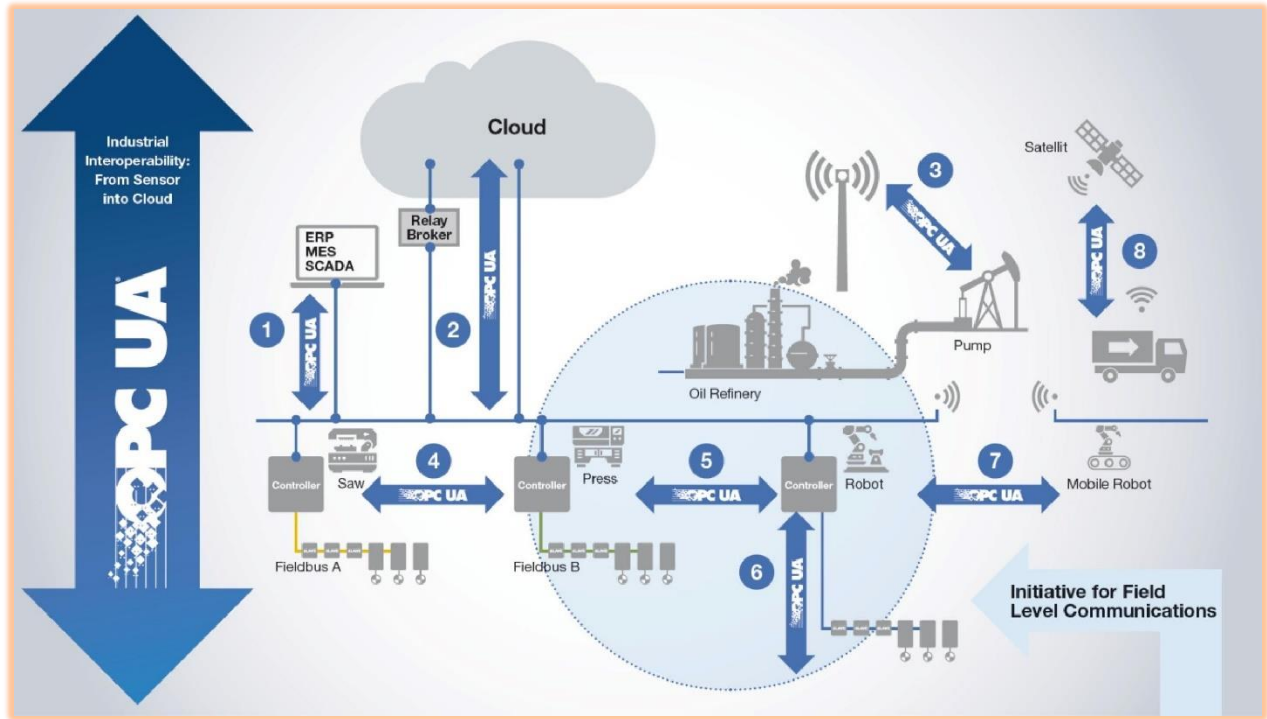 Industrial
Interoperability:
From Sensor
into Cloud
OPC UA
Cloud
Relay
Broker
ERP
MES
SCADA
1
OPC UA
2
OPC UA
3
OPC UA
Satellit
8
OPC UA
Pump
Oil Refinery
Controller
Saw
4
OPC UA
Controller
Press
5
OPC UA
Controller
Robot
7
OPC UA
Mobile Robot
Fieldbus A
Fieldbus B
6
OPC UA
Initiative for Field
Level Communications